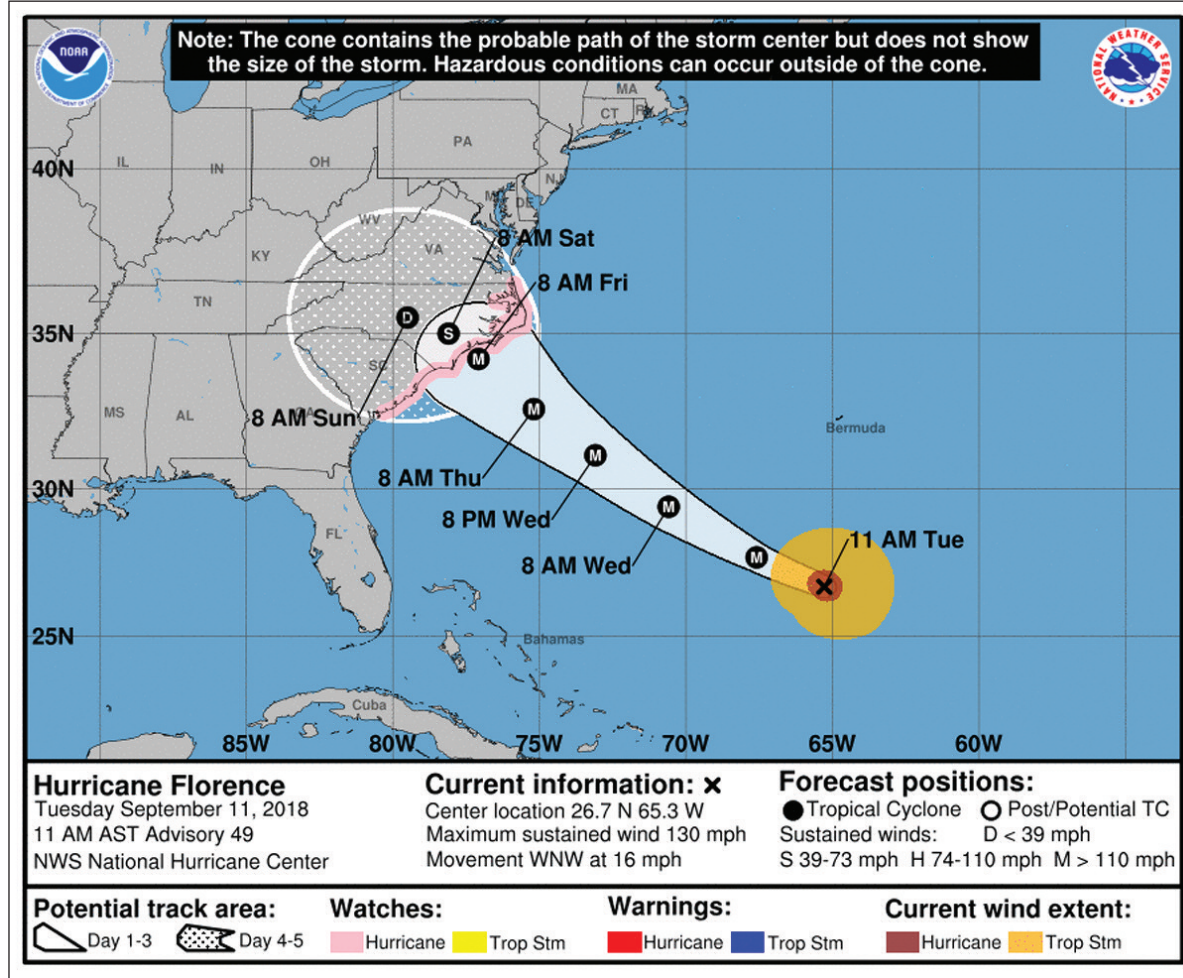 Note: The cone contains the probable path of the storm center but does not show
the size of the storm. Hazardous conditions can occur outside of the cone.
NOAA
NATIONAL WEATHER SERVICE
MA
CT
PA
40N
IL
IN
OH
NJ
DE
WV
8 AM Sat
KY
VA
8 AM Fri
TN
D
35N
S
SC
M
MS
AL
8 AM Sun
M
Bermuda
8 AM Thu
M
30N
8 PM Wed
M
FL
11 AM Tue
8 AM Wed
M
25N
Bahamas
Cuba
85W
80W
75W
70W
65W
60W
Hurricane Florence
Tuesday September 11, 2018
11 AM AST Advisory 49
NWS National Hurricane Center
Current information: ×
Center location 26.7 N 65.3 W
Maximum sustained wind 130 mph
Movement WNW at 16 mph
Forecast positions:
Tropical Cyclone Post/Potential TC
Sustained winds: D < 39 mph
S 39-73 mph H 74-110 mph M > 110 mph
Potential track area:
Day 1-3 Day 4-5
Watches:
Hurricane Trop Stm
Warnings:
Hurricane Trop Stm
Current wind extent:
Hurricane Trop Stm